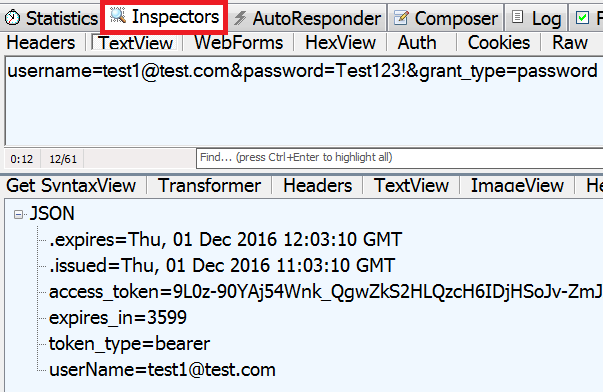 Statistics Inspectors AutoResponder Composer Log F
Headers TextView WebForms HexView Auth Cookies Raw
username=test1@test.com&password=Test123!&grant_type=password
0:12 12/61 Find... (press Ctrl+Enter to highlight all)
Get SyntaxView Transformer Headers TextView ImageView He
JSON
.expires=Thu, 01 Dec 2016 12:03:10 GMT
.issued=Thu, 01 Dec 2016 11:03:10 GMT
access_token=9L0z-90YAj54Wnk_QgwZkS2HLQzcH6IDjHSoJv-ZmJ
expires_in=3599
token_type=bearer
userName=test1@test.com